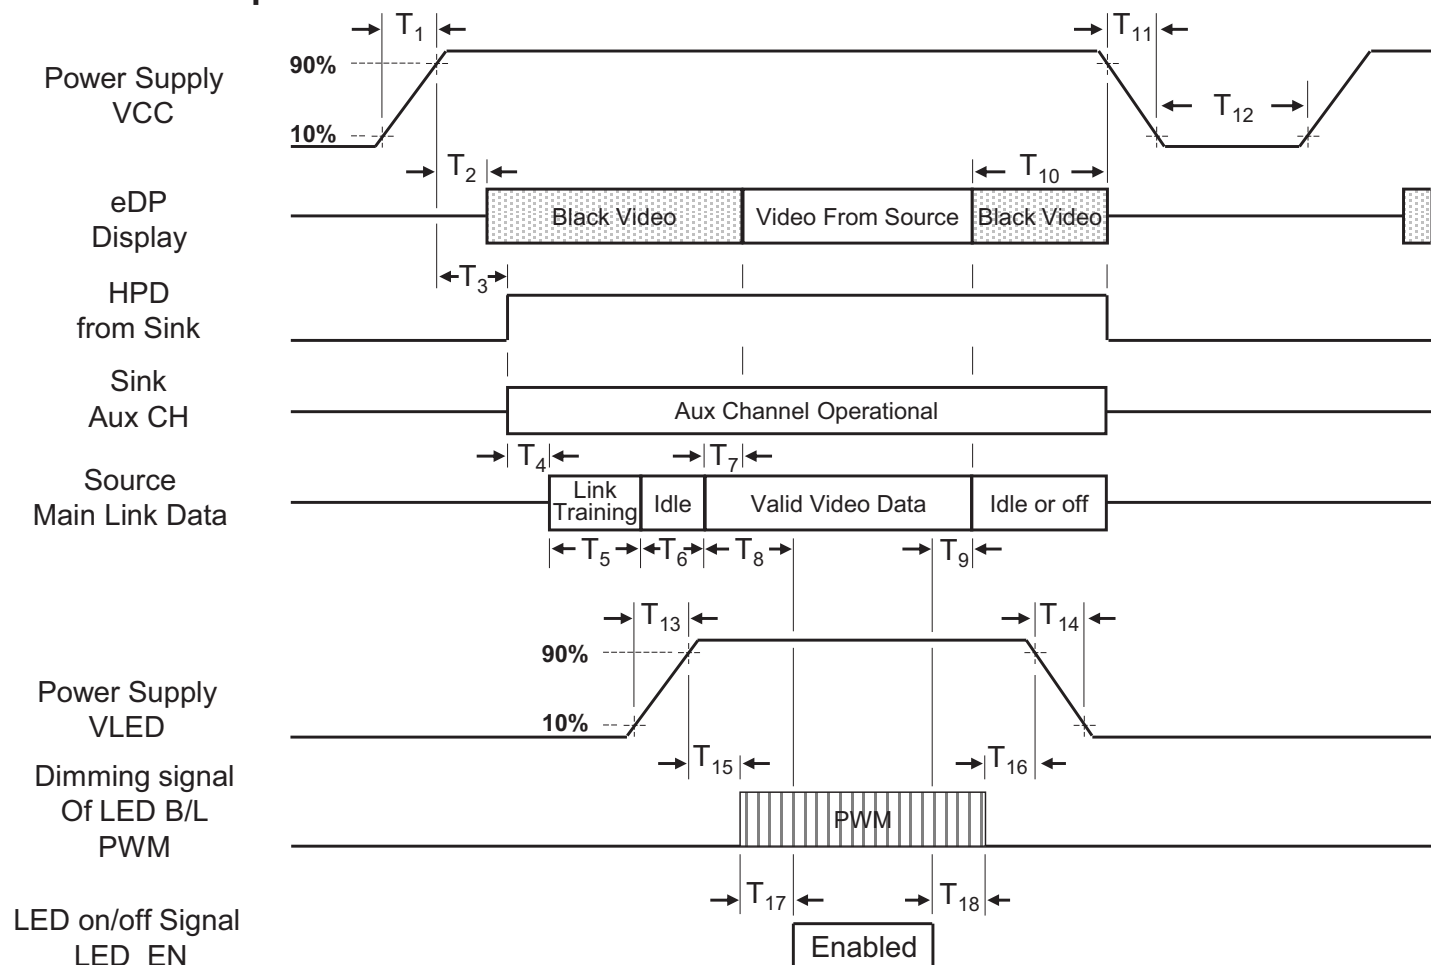 T1
T11
90%
Power Supply
VCC
T12
10%
T2
T10
eDP
Display
Black Video
Video From Source
Black Video
T3
HPD
from Sink
Sink
Aux CH
Aux Channel Operational
T4
T7
Source
Main Link Data
Link
Training
Idle
Valid Video Data
Idle or off
T5
T6
T8
T9
T13
T14
90%
Power Supply
VLED
10%
T15
T16
Dimming signal
Of LED B/L
PWM
PWM
T17
T18
LED on/off Signal
LED_EN
Enabled